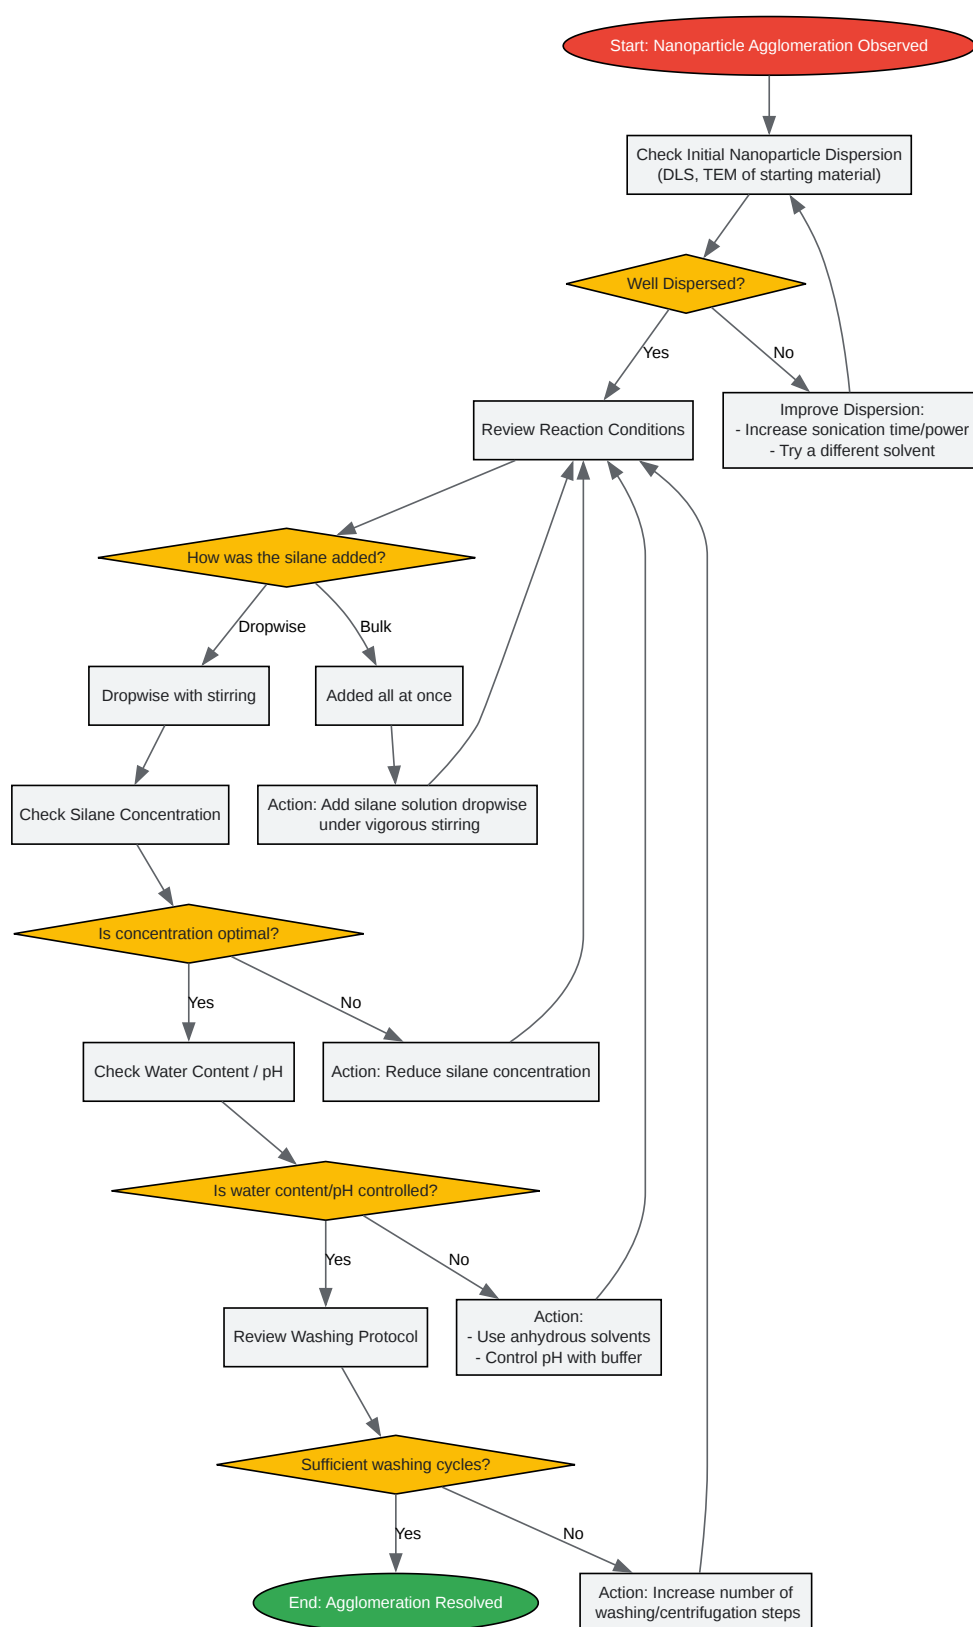 Start: Nanoparticle Agglomeration Observed
Check Initial Nanoparticle Dispersion
(DLS, TEM of starting material)
Well Dispersed?
Yes
No
Improve Dispersion:
- Increase sonication time/power
- Try a different solvent
Review Reaction Conditions
How was the silane added?
Dropwise
Bulk
Dropwise with stirring
Added all at once
Check Silane Concentration
Action: Add silane solution dropwise
under vigorous stirring
Is concentration optimal?
Yes
No
Check Water Content / pH
Action: Reduce silane concentration
Is water content/pH controlled?
Yes
No
Review Washing Protocol
Action:
- Use anhydrous solvents
- Control pH with buffer
Sufficient washing cycles?
Yes
No
End: Agglomeration Resolved
Action: Increase number of
washing/centrifugation steps